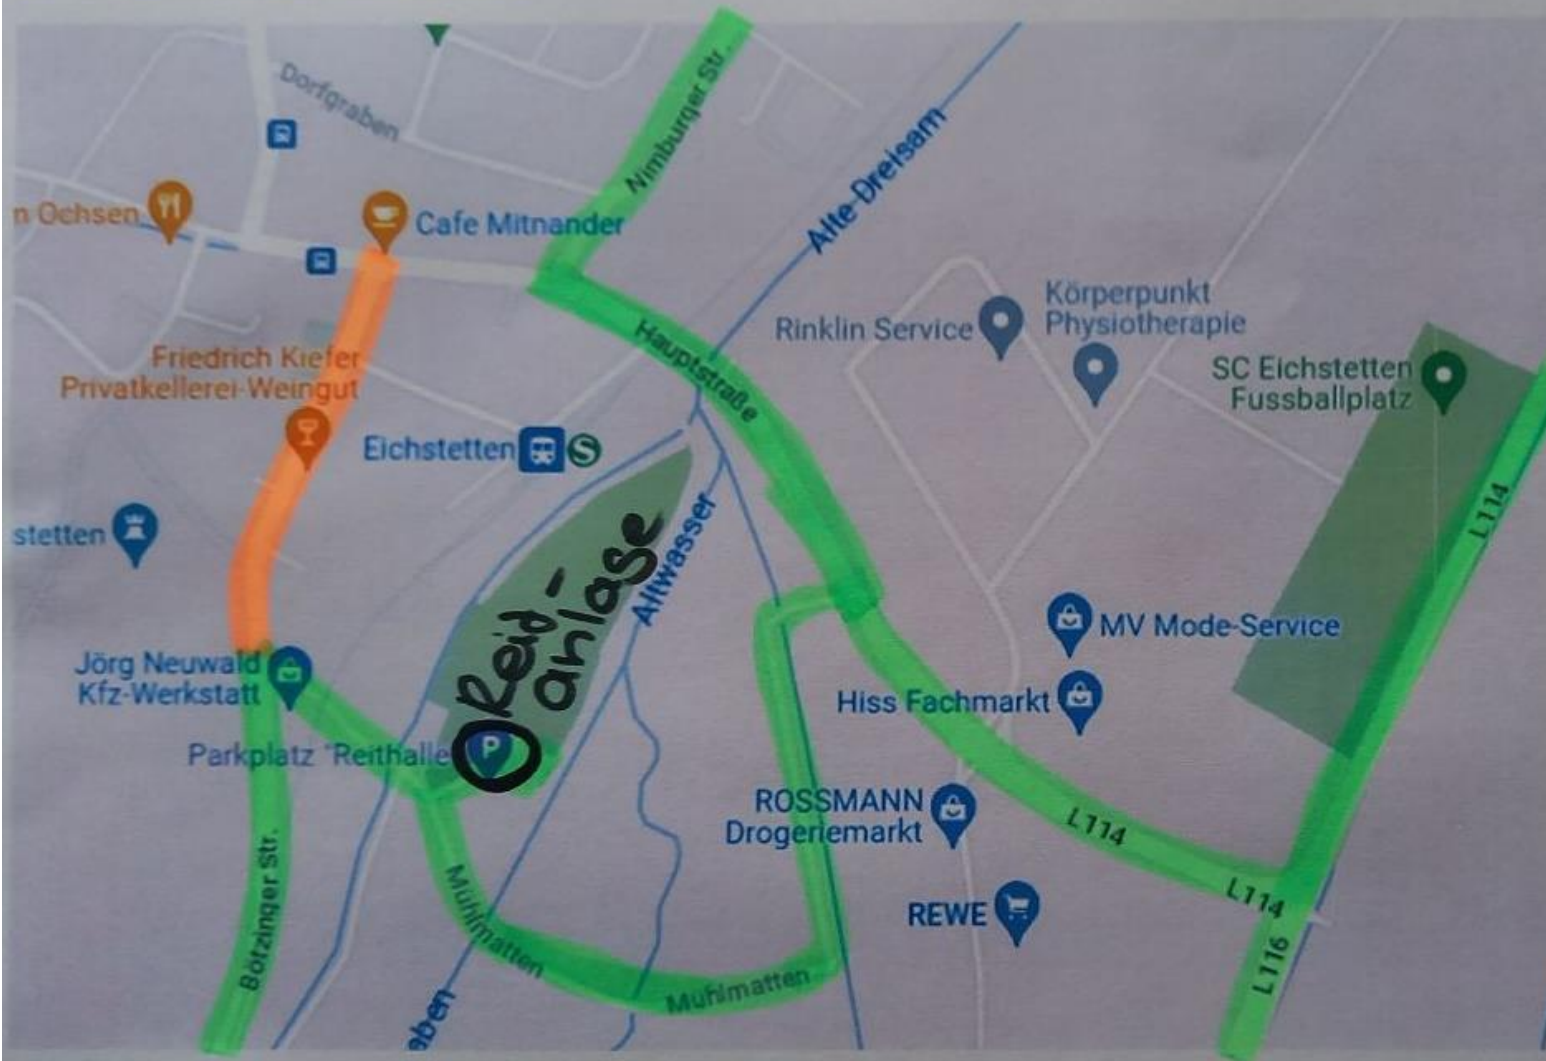 Nimburger Str.
Dorfgraben
Alte-Dreisam
n Ochsen
Cafe Mitnander
Körperpunkt
Physiotherapie
Rinklin Service
Hauptstraße
Friedrich Kiefer
Privatkellerei-Weingut
SC Eichstetten
Fussballplatz
Eichstetten
S
L114
stetten
Altwasser
Reid-
anlage
MV Mode-Service
Jörg Neuwald
Kfz-Werkstatt
Hiss Fachmarkt
Parkplatz "Reithalle
P
ROSSMANN
Drogeriemarkt
L114
L114
REWE
Bötzinger Str.
Mühlmatten
Mühlmatten
L116
aben